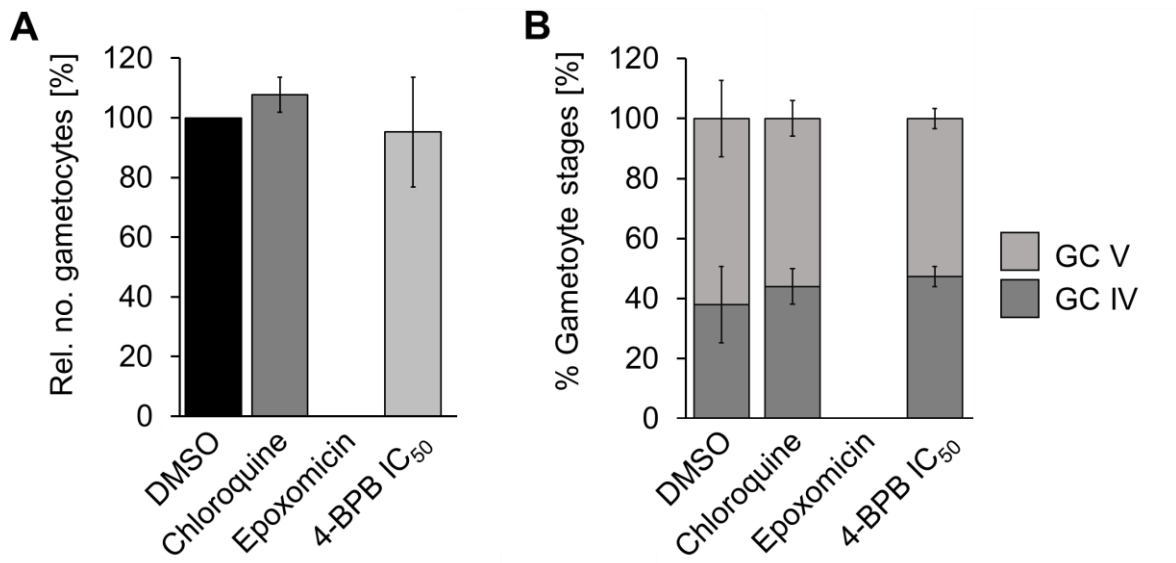 A
Rel. no. gametocytes [%]
120
100
80
60
40
20
0
DMSO
Chloroquine
Epoxomicin
4-BPB IC₅₀
B
% Gametoyte stages [%]
120
100
80
60
40
20
0
DMSO
Chloroquine
Epoxomicin
4-BPB IC₅₀
GC V
GC IV